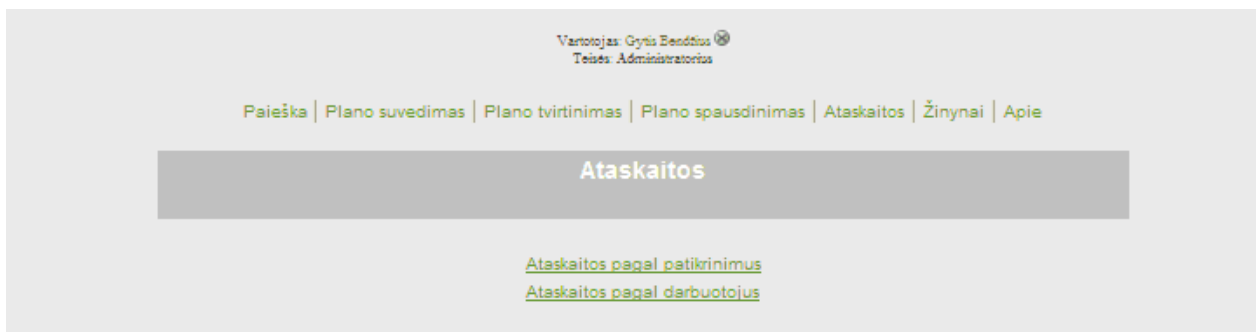 Vartotojas: Gytis Bendžius
Teisės: Administratorius
Paieška | Plano suvedimas | Plano tvirtinimas | Plano spausdinimas | Ataskaitos | Žinynai | Apie
Ataskaitos
Ataskaitos pagal patikrinimus
Ataskaitos pagal darbuotojus